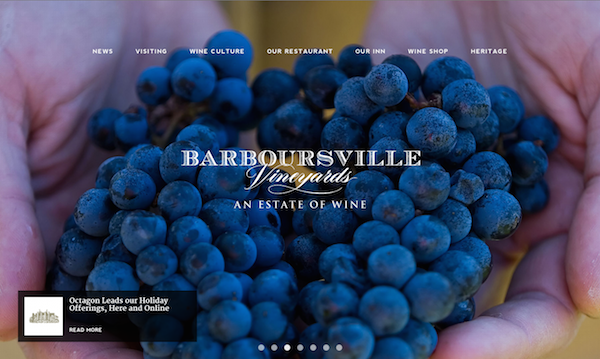 NEWS VISITING WINE CULTURE OUR RESTAURANT OUR INN WINE SHOP HERITAGE
BARBOURSVILLE
Vineyards
AN ESTATE OF WINE
Octagon Leads our Holiday
Offerings, Here and Online
READ MORE